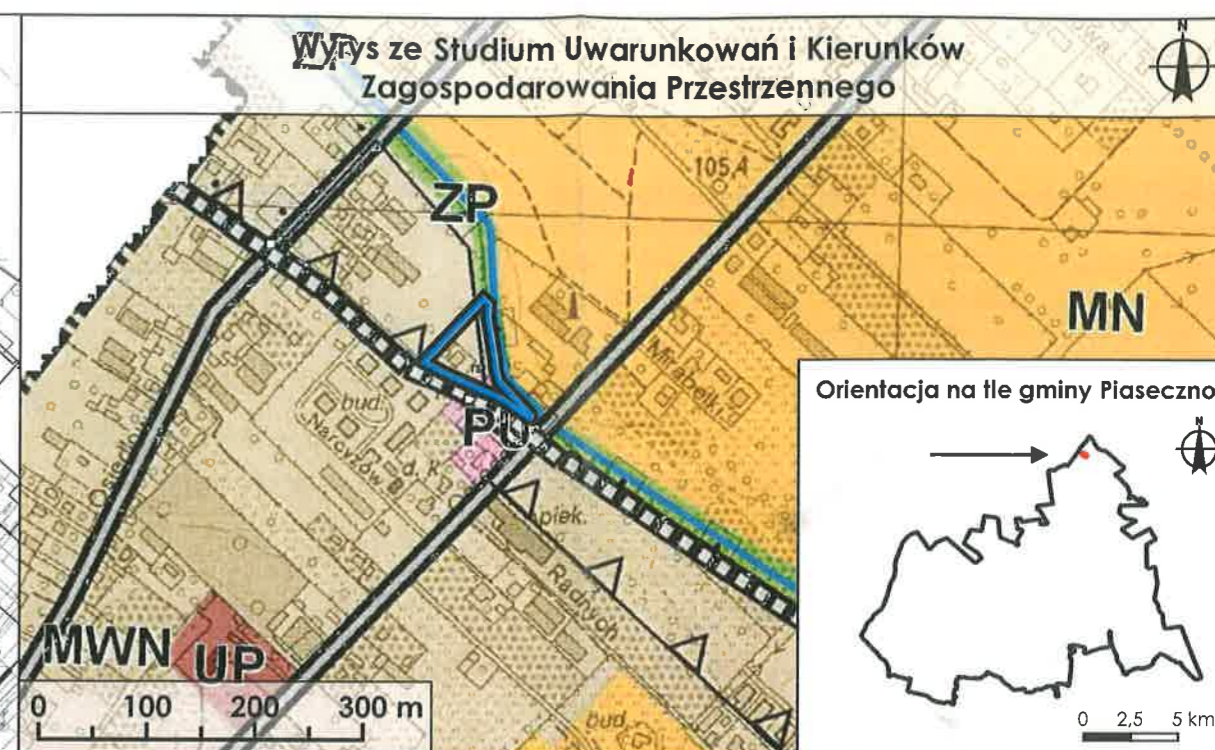 Wyrys ze Studium Uwarunkowań i Kierunków
Zagospodarowania Przestrzennego
N
105,4
ZP
MN
Mirabelki
bud.
Narowzów
PU
piek.
Radnych
MWN
UP
bud.
0 100 200 300 m
Orientacja na tle gminy Piaseczno
N
0 2,5 5 km